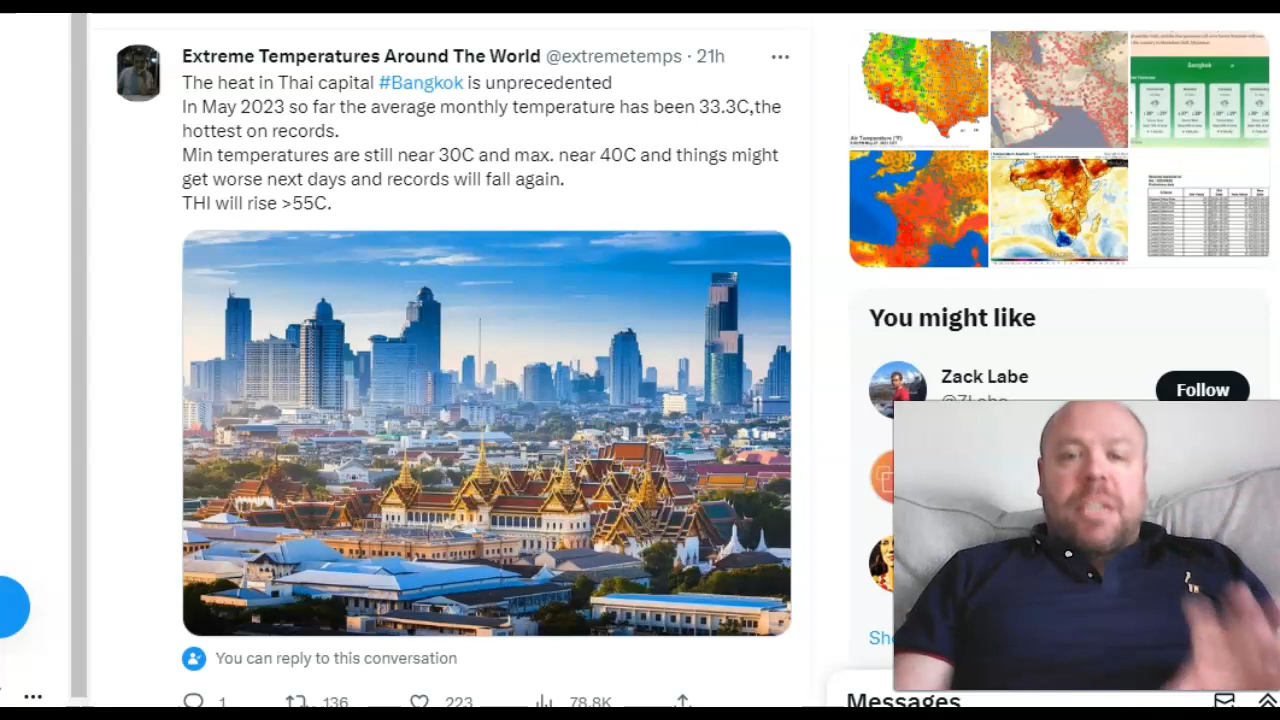 Extreme Temperatures Around The World @extremetemps · 21h
The heat in Thai capital #Bangkok is unprecedented
In May 2023 so far the average monthly temperature has been 33.3C,the
hottest on records.
Min temperatures are still near 30C and max. near 40C and things might
get worse next days and records will fall again.
THI will rise >55C.
You can reply to this conversation
1 136 223 78.8K
Bangkok
You might like
Zack Labe
Follow
Messages